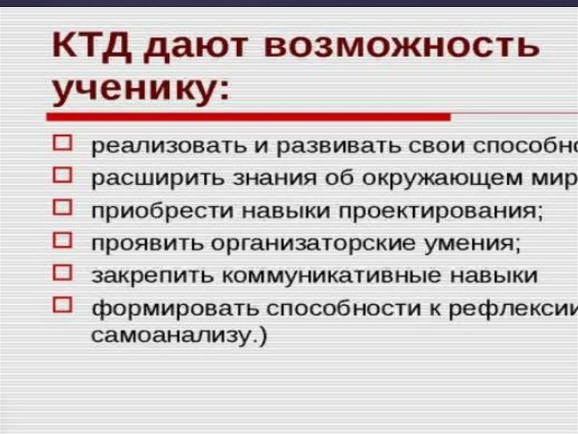 КТД дают возможность
ученику:
реализовать и развивать свои способно
расширить знания об окружающем мир
приобрести навыки проектирования;
проявить организаторские умения;
закрепить коммуникативные навыки
формировать способности к рефлексии
самоанализу.)